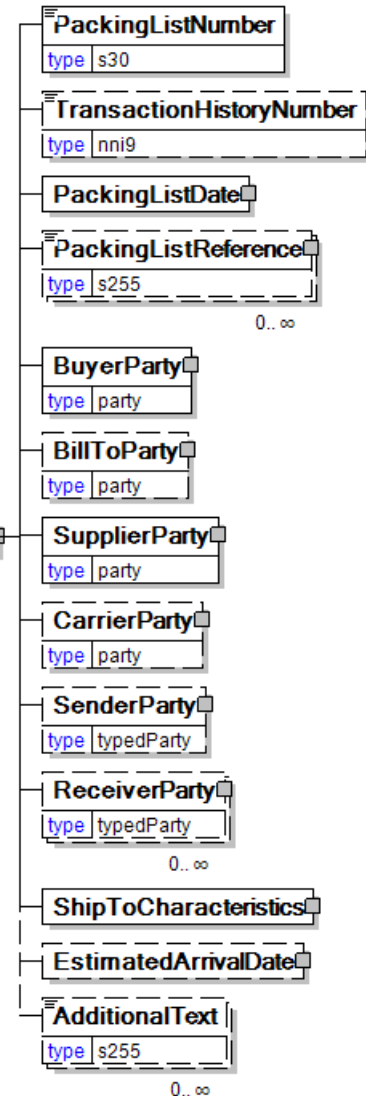 PackingListNumber
type s30
TransactionHistoryNumber
type nni9
PackingListDate
PackingListReference
type s255
0.. ∞
BuyerParty
type party
BillToParty
type party
SupplierParty
type party
CarrierParty
type party
SenderParty
type typedParty
ReceiverParty
type typedParty
0.. ∞
ShipToCharacteristics
EstimatedArrivalDate
AdditionalText
type s255
0.. ∞